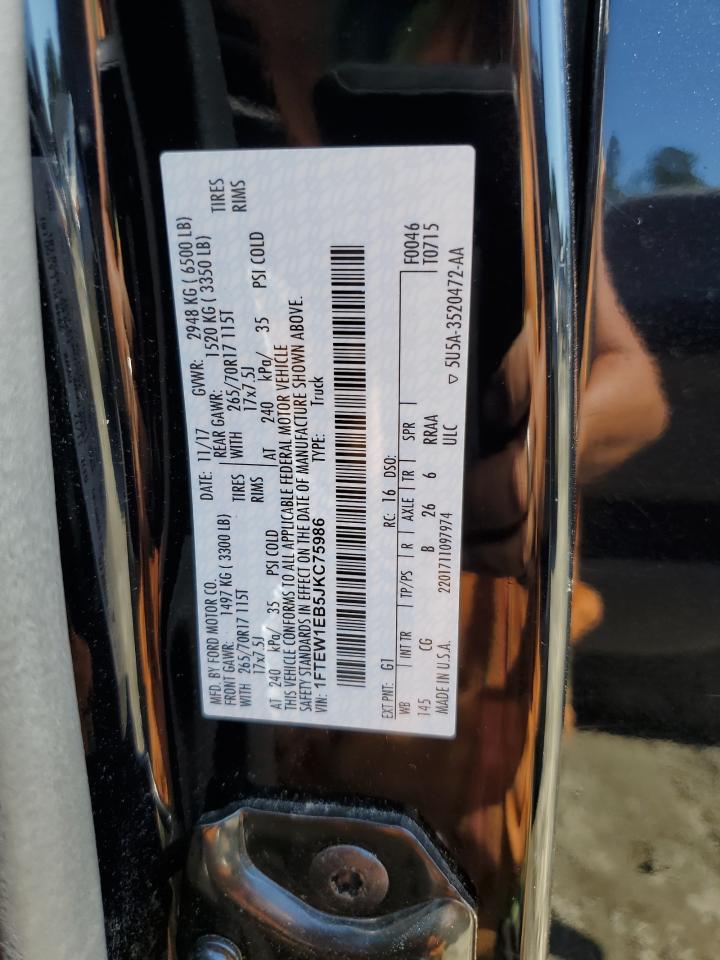 MFD. BY FORD MOTOR CO.
DATE: 11/17 GVWR: 2948 KG ( 6500 LB)
FRONT GAWR: 1497 KG ( 3300 LB) REAR GAWR: 1520 KG ( 3350 LB)
WITH 265/70R17 115T TIRES WITH 265/70R17 115T TIRES
17x7.5J RIMS 17x7.5J RIMS
AT 240 kPa/ 35 PSI COLD AT 240 kPa/ 35 PSI COLD
THIS VEHICLE CONFORMS TO ALL APPLICABLE FEDERAL MOTOR VEHICLE
SAFETY STANDARDS IN EFFECT ON THE DATE OF MANUFACTURE SHOWN ABOVE.
VIN: 1FTEW1EB5JKC75986 TYPE: Truck
F0046
EXT PNT: G1 RC: 16 DSO: T0715
WB INT TR TP/PS R AXLE TR SPR
145 CG B 26 6 RRAA
MADE IN U.S.A. 2201711097974 ULC ▽ 5U5A-3520472-AA